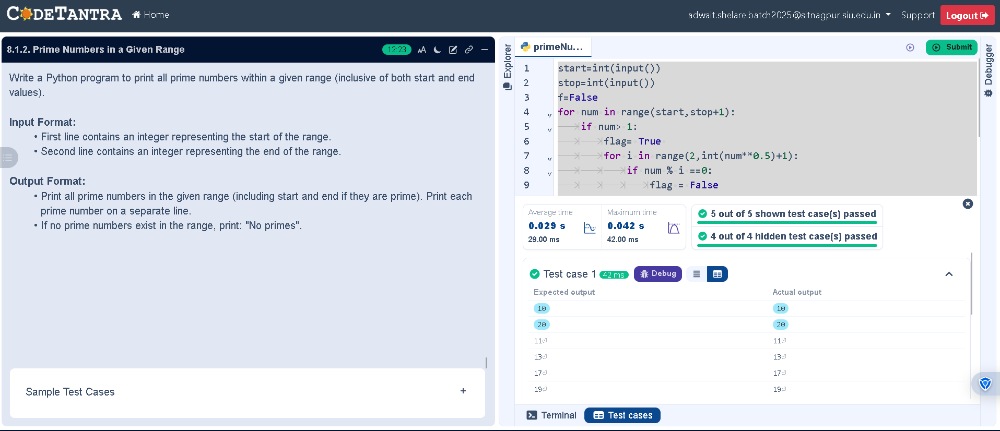 CODETANTRA
Home
adwait.shelare.batch2025@sitnagpur.siu.edu.in
Support
Logout
8.1.2. Prime Numbers in a Given Range
12:23
AA
Write a Python program to print all prime numbers within a given range (inclusive of both start and end
values).
Input Format:
• First line contains an integer representing the start of the range.
• Second line contains an integer representing the end of the range.
Output Format:
• Print all prime numbers in the given range (including start and end if they are prime). Print each
prime number on a separate line.
• If no prime numbers exist in the range, print: "No primes".
Sample Test Cases
+
Explorer
primeNu...
Submit
Debugger
1 start=int(input())
2 stop=int(input())
3 f=False
4 for num in range(start,stop+1):
5 if num> 1:
6 flag= True
7 for i in range(2,int(num**0.5)+1):
8 if num % i ==0:
9 flag = False
Average time
0.029 s
29.00 ms
Maximum time
0.042 s
42.00 ms
5 out of 5 shown test case(s) passed
4 out of 4 hidden test case(s) passed
Test case 1
42 ms
Debug
Expected output
Actual output
10 10
20 20
11⏎ 11⏎
13⏎ 13⏎
17⏎ 17⏎
19⏎ 19⏎
Terminal
Test cases